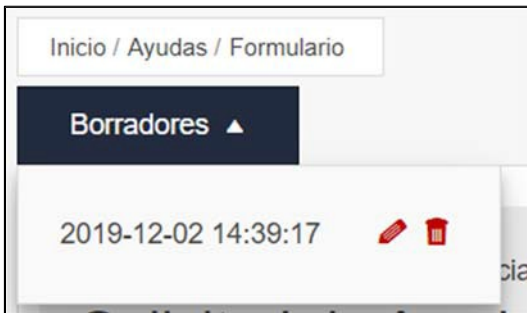 Inicio / Ayudas / Formulario
Borradores ▲
2019-12-02 14:39:17